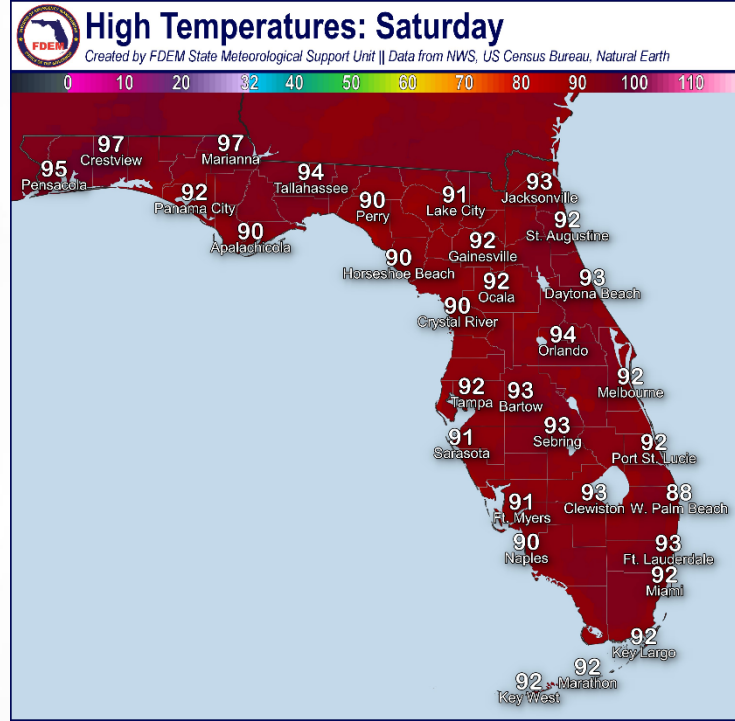 High Temperatures: Saturday
Created by FDEM State Meteorological Support Unit || Data from NWS, US Census Bureau, Natural Earth
FDEM
0 10 20 32 40 50 60 70 80 90 100 110
97
Crestview
97
Marianna
95
Pensacola
94
Tallahassee
92
Panama City
90
Perry
91
Lake City
93
Jacksonville
90
Apalachicola
92
St. Augustine
90
Horseshoe Beach
92
Gainesville
92
Ocala
93
Daytona Beach
90
Crystal River
94
Orlando
92
Tampa
93
Bartow
92
Melbourne
91
Sarasota
93
Sebring
92
Port St. Lucie
91
Ft. Myers
93
Clewiston
88
W. Palm Beach
90
Naples
93
Ft. Lauderdale
92
Miami
92
Key Largo
92
Marathon
92
Key West